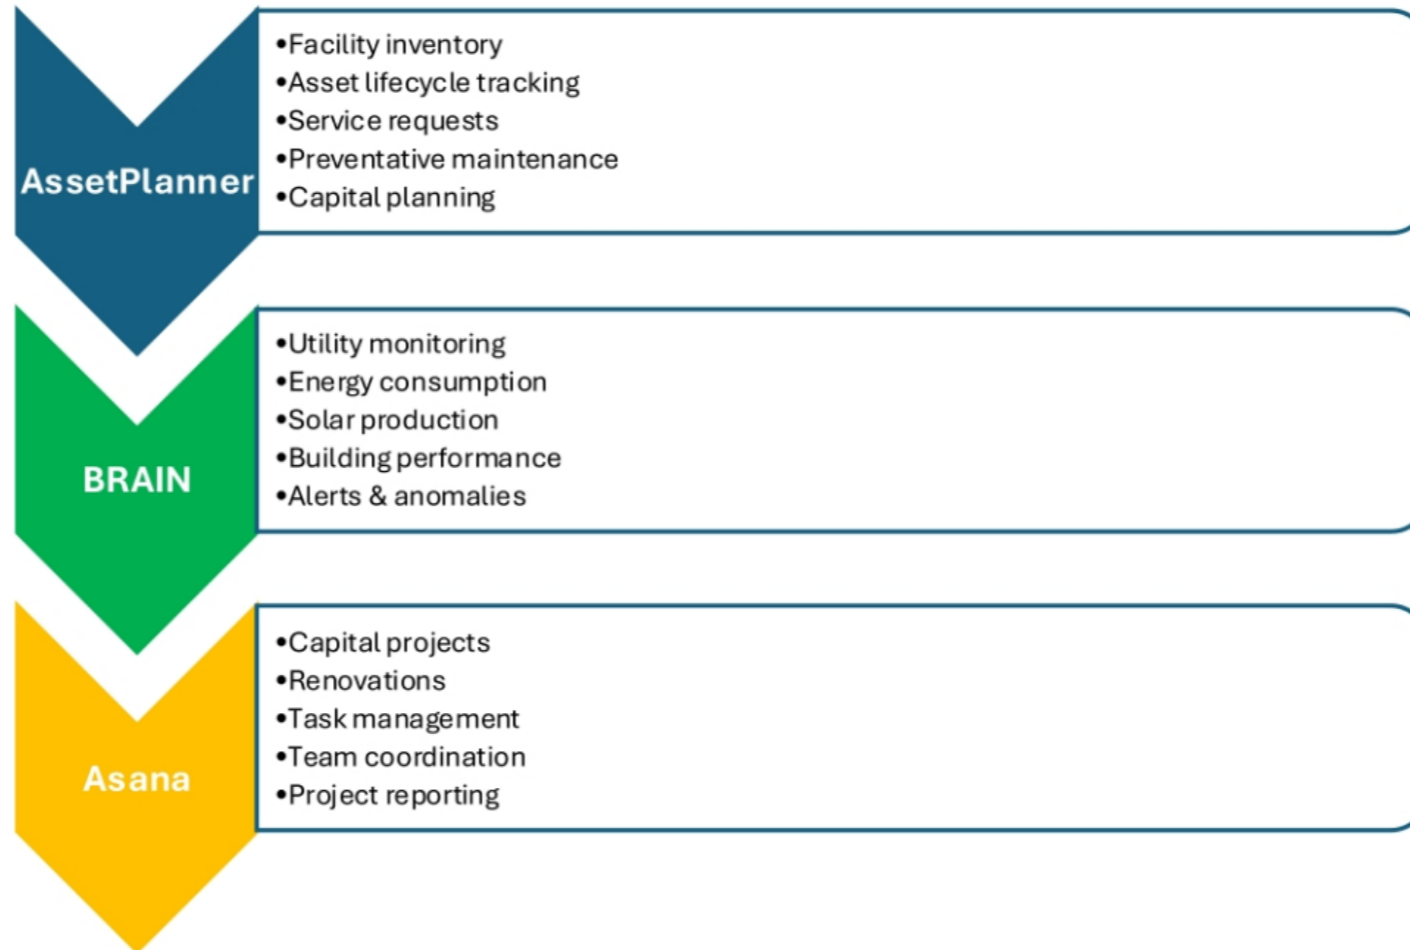 AssetPlanner
•Facility inventory
•Asset lifecycle tracking
•Service requests
•Preventative maintenance
•Capital planning
BRAIN
•Utility monitoring
•Energy consumption
•Solar production
•Building performance
•Alerts & anomalies
Asana
•Capital projects
•Renovations
•Task management
•Team coordination
•Project reporting